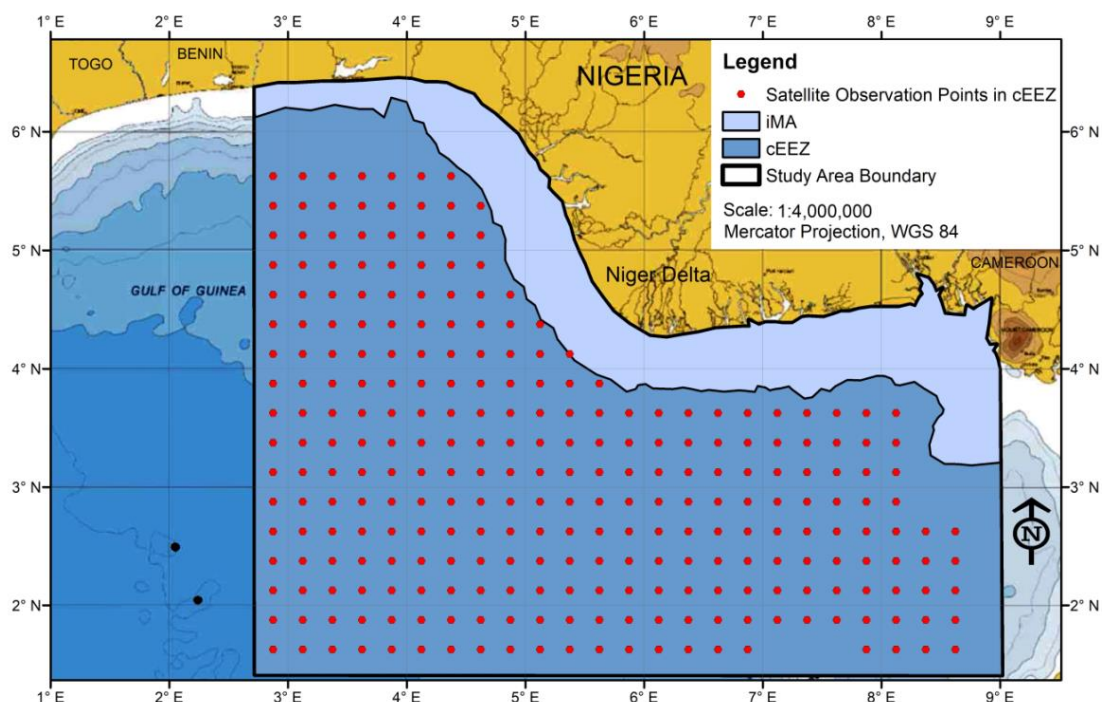 1° E 2° E 3° E 4° E 5° E 6° E 7° E 8° E 9° E
TOGO
BENIN
NIGERIA
Legend
Satellite Observation Points in cEEZ
iMA
cEEZ
Study Area Boundary
Scale: 1:4,000,000
Mercator Projection, WGS 84
6° N
6° N
5° N
5° N
CAMEROON
Niger Delta
GULF OF GUINEA
4° N
4° N
3° N
3° N
N
2° N
2° N
1° E 2° E 3° E 4° E 5° E 6° E 7° E 8° E 9° E